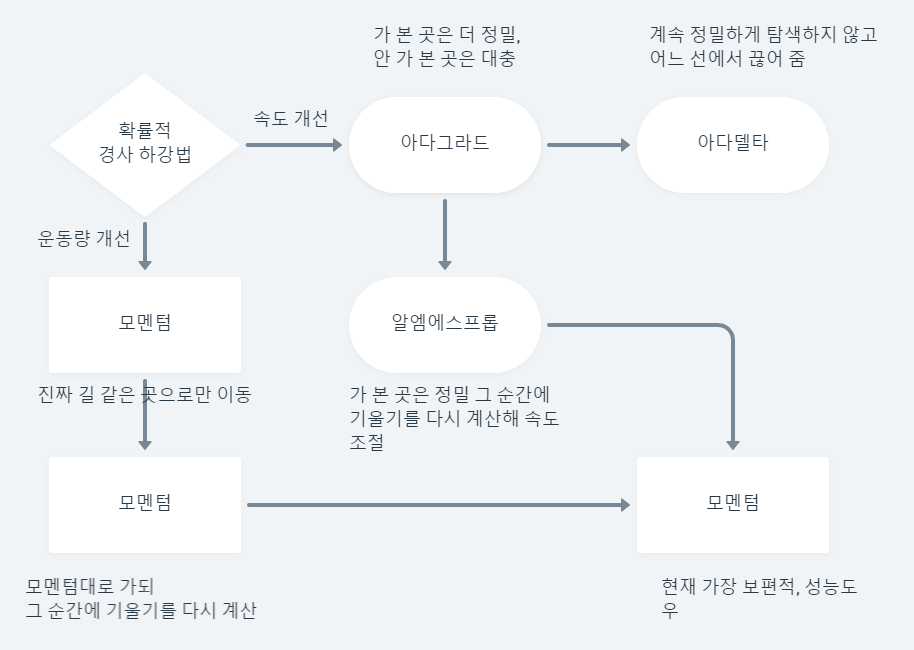 가 본 곳은 더 정밀,
안 가 본 곳은 대충
계속 정밀하게 탐색하지 않고
어느 선에서 끊어 줌
확률적
경사 하강법
속도 개선
아다그라드
아다델타
운동량 개선
모멘텀
알엠에스프롭
진짜 길 같은 곳으로만 이동
가 본 곳은 정밀 그 순간에
기울기를 다시 계산해 속도
조절
모멘텀
모멘텀
모멘텀대로 가되
그 순간에 기울기를 다시 계산
현재 가장 보편적, 성능도
우